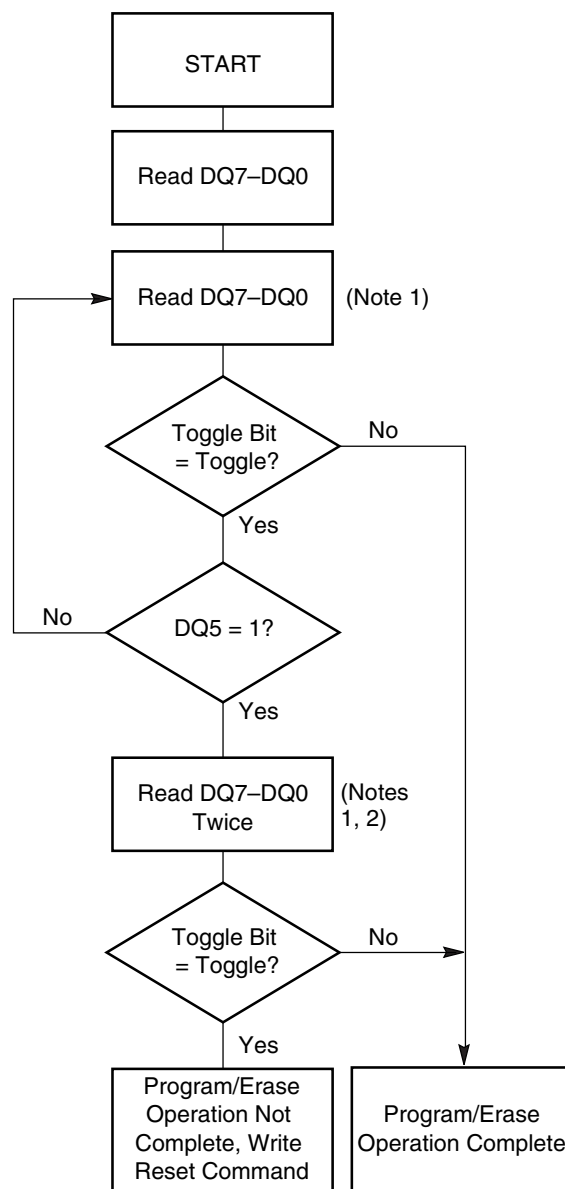 START
Read DQ7–DQ0
Read DQ7–DQ0
(Note 1)
Toggle Bit
= Toggle?
No
Yes
No
DQ5 = 1?
Yes
Read DQ7–DQ0
Twice
(Notes
1, 2)
Toggle Bit
= Toggle?
No
Yes
Program/Erase
Operation Not
Complete, Write
Reset Command
Program/Erase
Operation Complete